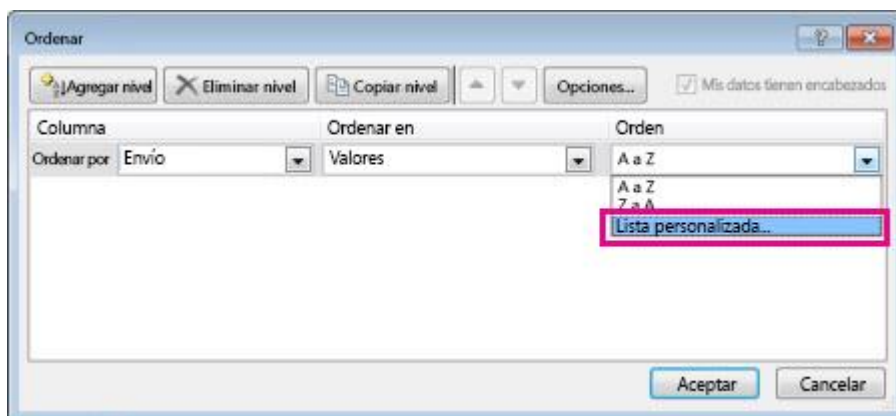 Ordenar
Agregar nivel Eliminar nivel Copiar nivel Opciones... Mis datos tienen encabezados
Columna Ordenar en Orden
Ordenar por Envío Valores A a Z
A a Z
Z a A
Lista personalizada...
Aceptar Cancelar